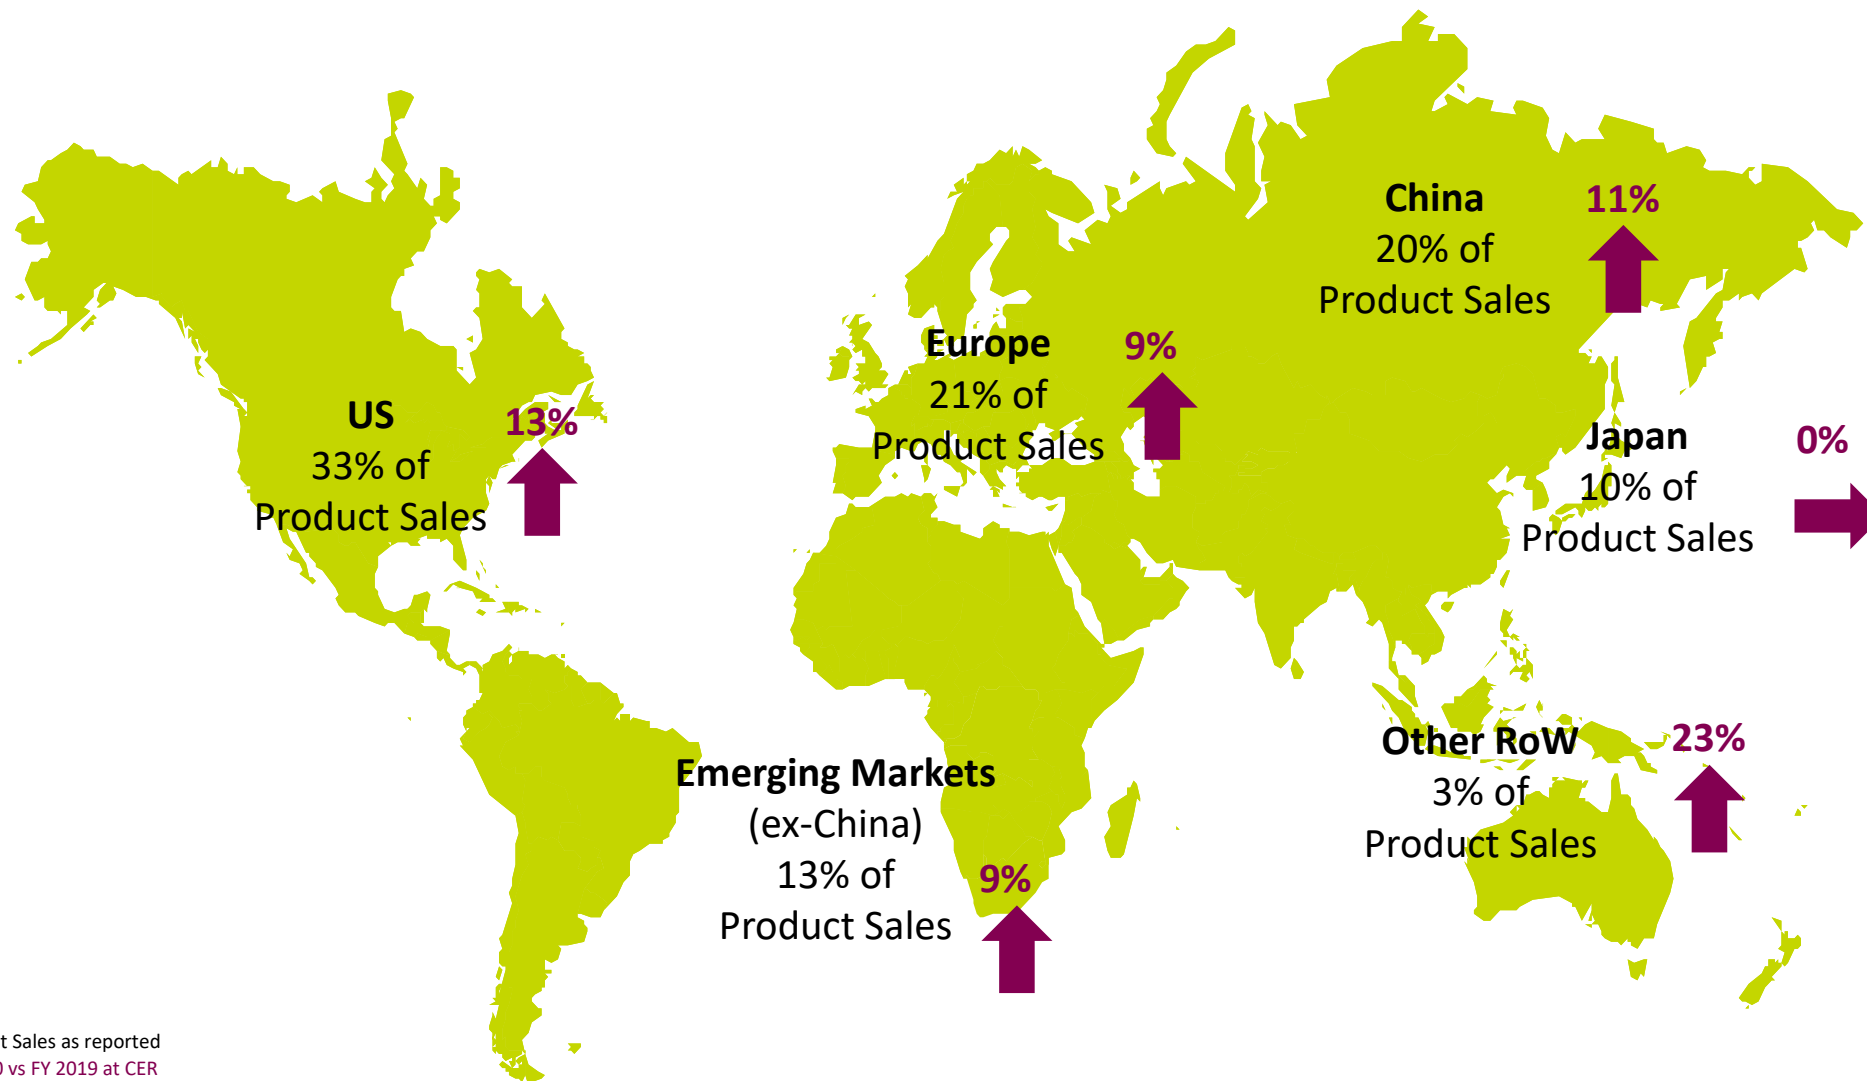 China
20% of
Product Sales
11%
Europe
21% of
Product Sales
9%
US
33% of
Product Sales
13%
Japan
10% of
Product Sales
0%
Other RoW
3% of
Product Sales
23%
Emerging Markets
(ex-China)
13% of
Product Sales
9%
Sales as reported
vs FY 2019 at CER